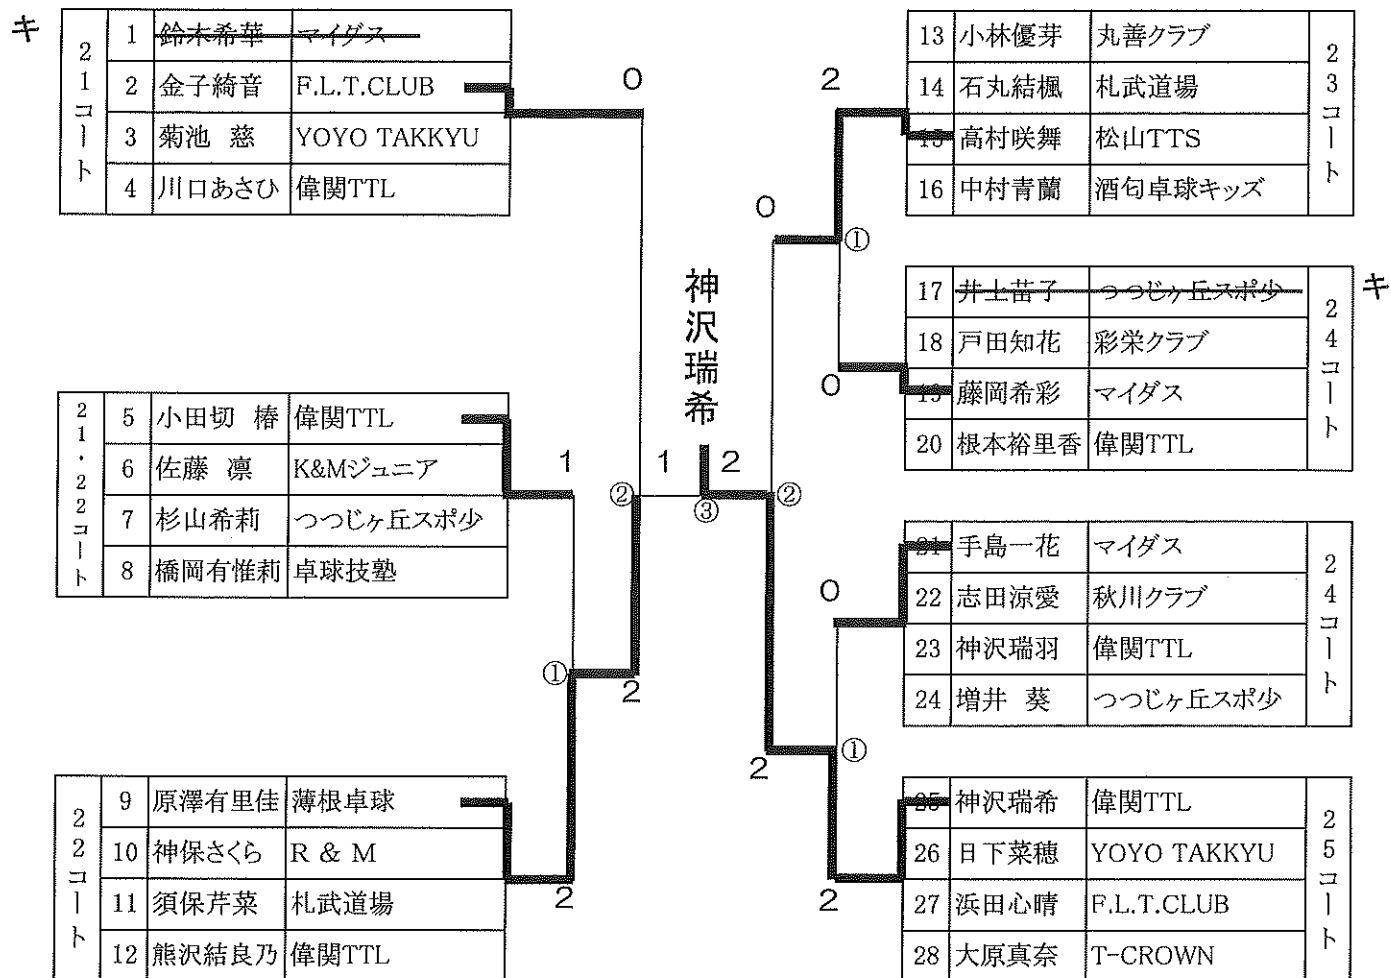 キ
21コート
1 鈴木希華 マイダス
2 金子綺音 F.L.T.CLUB
3 菊池 慈 YOYO TAKKYU
4 川口あさひ 偉関TTL
21・22コート
5 小田切 椿 偉関TTL
6 佐藤 凛 K&Mジュニア
7 杉山希莉 つつじヶ丘スポ少
8 橋岡有惟莉 卓球技塾
22コート
9 原澤有里佳 薄根卓球
10 神保さくら R & M
11 須保芹菜 札武道場
12 熊沢結良乃 偉関TTL
0
1
①
2
2
②
1
神沢瑞希
③
2
②
0
2
2
①
0
0
①
2
13 小林優芽 丸善クラブ
14 石丸結楓 札武道場
15 高村咲舞 松山TTS
16 中村青蘭 酒匂卓球キッズ
23コート
17 井上苗子 つつじヶ丘スポ少
18 戸田知花 彩栄クラブ
19 藤岡希彩 マイダス
20 根本裕里香 偉関TTL
24コート
キ
21 手島一花 マイダス
22 志田涼愛 秋川クラブ
23 神沢瑞羽 偉関TTL
24 増井 葵 つつじヶ丘スポ少
24コート
25 神沢瑞希 偉関TTL
26 日下菜穂 YOYO TAKKYU
27 浜田心晴 F.L.T.CLUB
28 大原真奈 T-CROWN
25コート